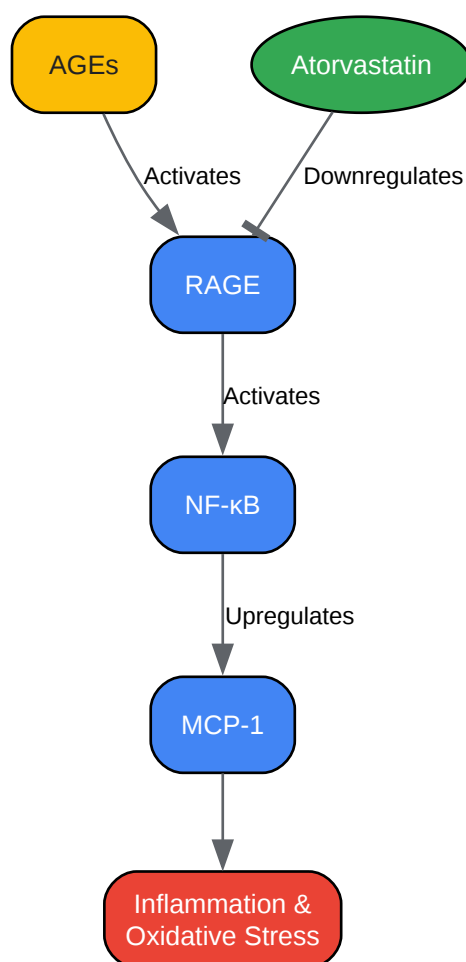 AGEs
Atorvastatin
Activates
Downregulates
RAGE
Activates
NF-κB
Upregulates
MCP-1
Inflammation &
Oxidative Stress